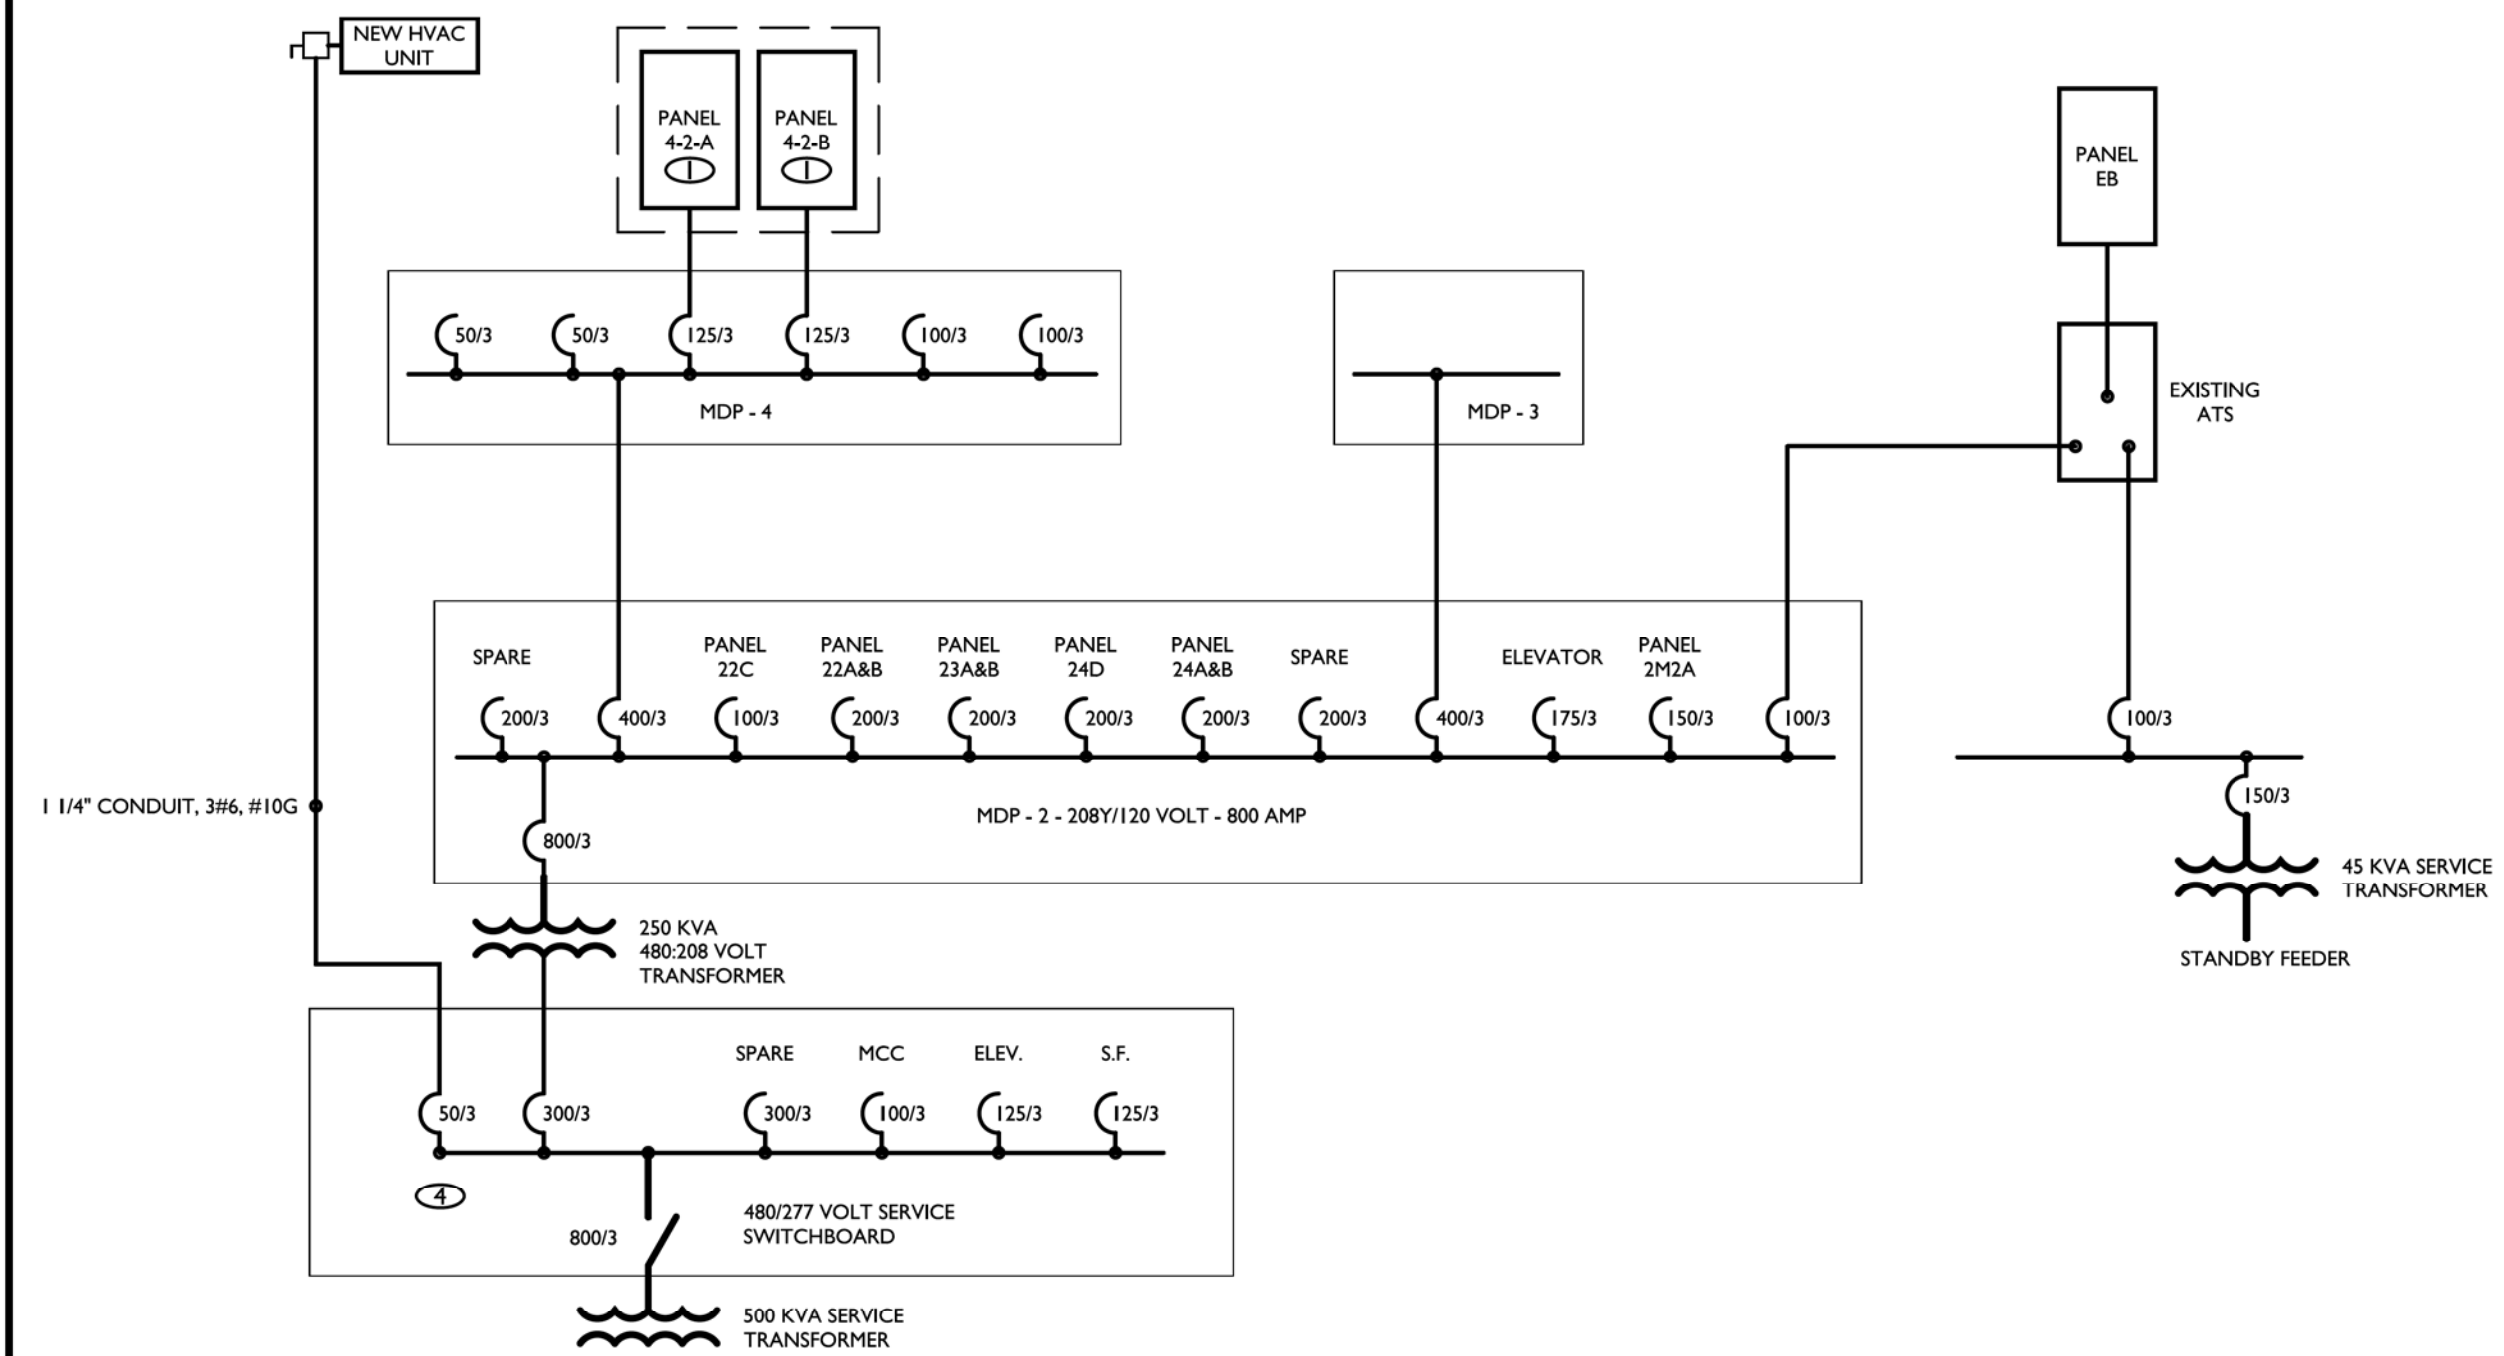 NEW HVAC
UNIT
PANEL
4-2-A
1
PANEL
4-2-B
1
PANEL
EB
50/3
50/3
125/3
125/3
100/3
100/3
MDP - 4
MDP - 3
EXISTING
ATS
SPARE
PANEL
22C
PANEL
22A&B
PANEL
23A&B
PANEL
24D
PANEL
24A&B
SPARE
ELEVATOR
PANEL
2M2A
200/3
400/3
100/3
200/3
200/3
200/3
200/3
200/3
400/3
175/3
150/3
100/3
100/3
1 1/4" CONDUIT, 3#6, #10G
MDP - 2 - 208Y/120 VOLT - 800 AMP
800/3
150/3
45 KVA SERVICE
TRANSFORMER
STANDBY FEEDER
250 KVA
480:208 VOLT
TRANSFORMER
SPARE
MCC
ELEV.
S.F.
50/3
300/3
300/3
100/3
125/3
125/3
4
800/3
480/277 VOLT SERVICE
SWITCHBOARD
500 KVA SERVICE
TRANSFORMER